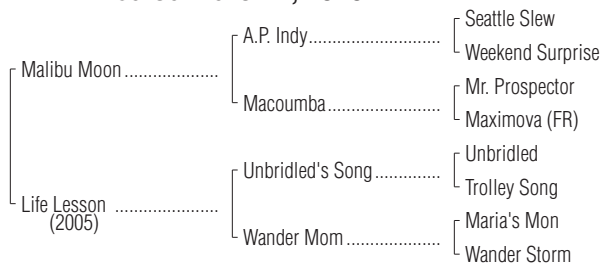 Seattle Slew
A.P. Indy
Weekend Surprise
Malibu Moon
Mr. Prospector
Macoumba
Maximova (FR)
Unbridled
Unbridled's Song
Trolley Song
Life Lesson
(2005)
Maria's Mon
Wander Mom
Wander Storm